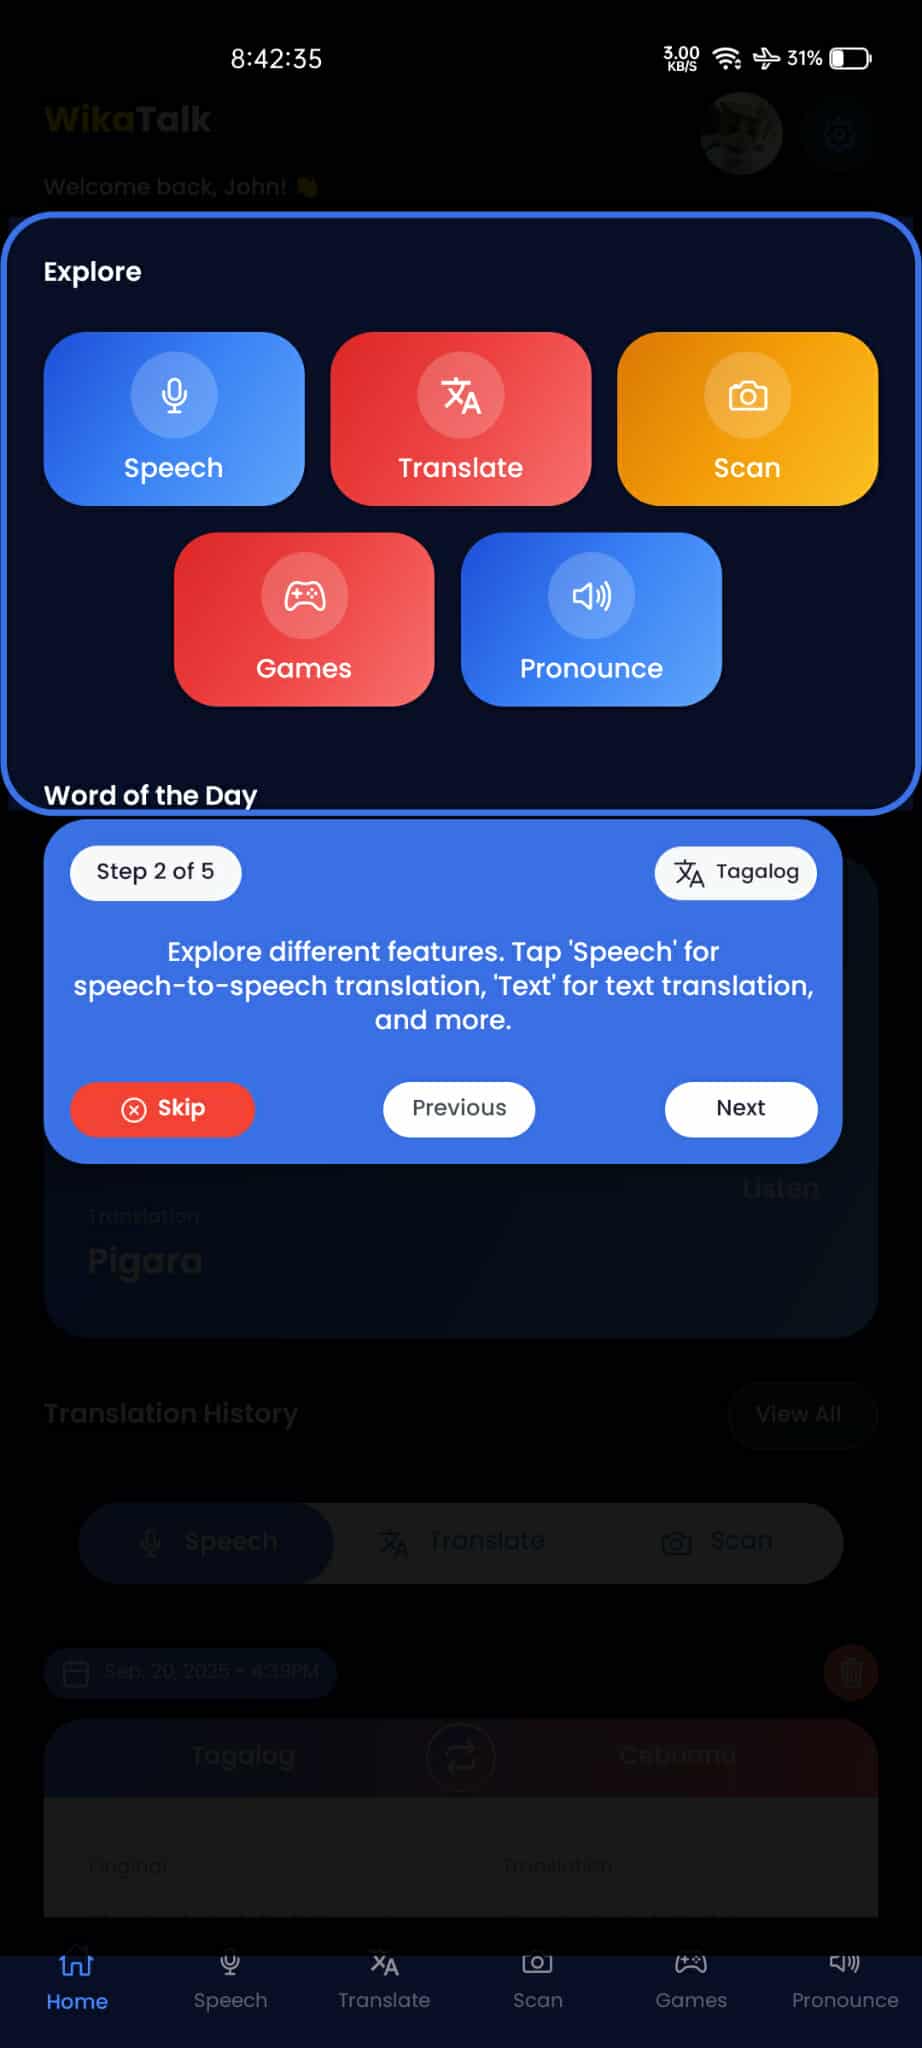 8:42:35
3.00
KB/S
31%
WikaTalk
Welcome back, John!
Explore
Speech
Translate
Scan
Games
Pronounce
Word of the Day
Step 2 of 5
Tagalog
Explore different features. Tap 'Speech' for
speech-to-speech translation, 'Text' for text translation,
and more.
Skip
Previous
Next
Listen
Translation
Pigara
Translation History
View All
Speech
Translate
Scan
Sep. 20, 2025 - 4:39PM
Tagalog
Cebuano
Original
Translation
Home
Speech
Translate
Scan
Games
Pronounce